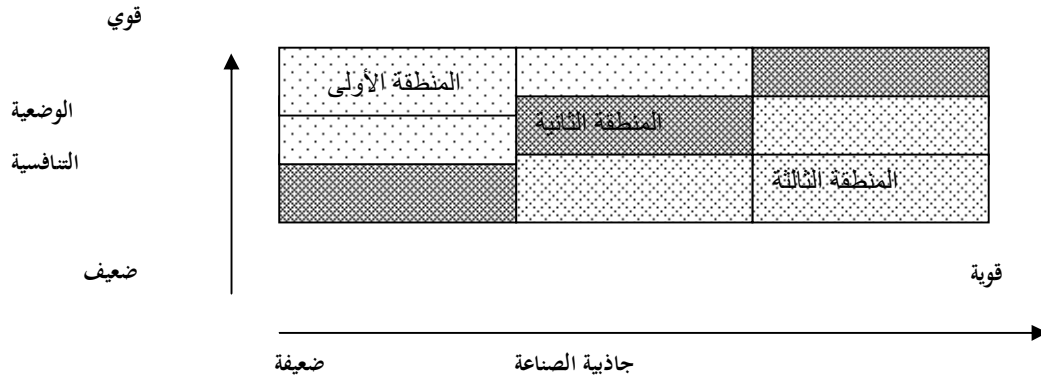 قوي
المنطقة الأولى
الوضعية
المنطقة الثانية
التنافسية
المنطقة الثالثة
ضعيف
قوية
جاذبية الصناعة
ضعيفة